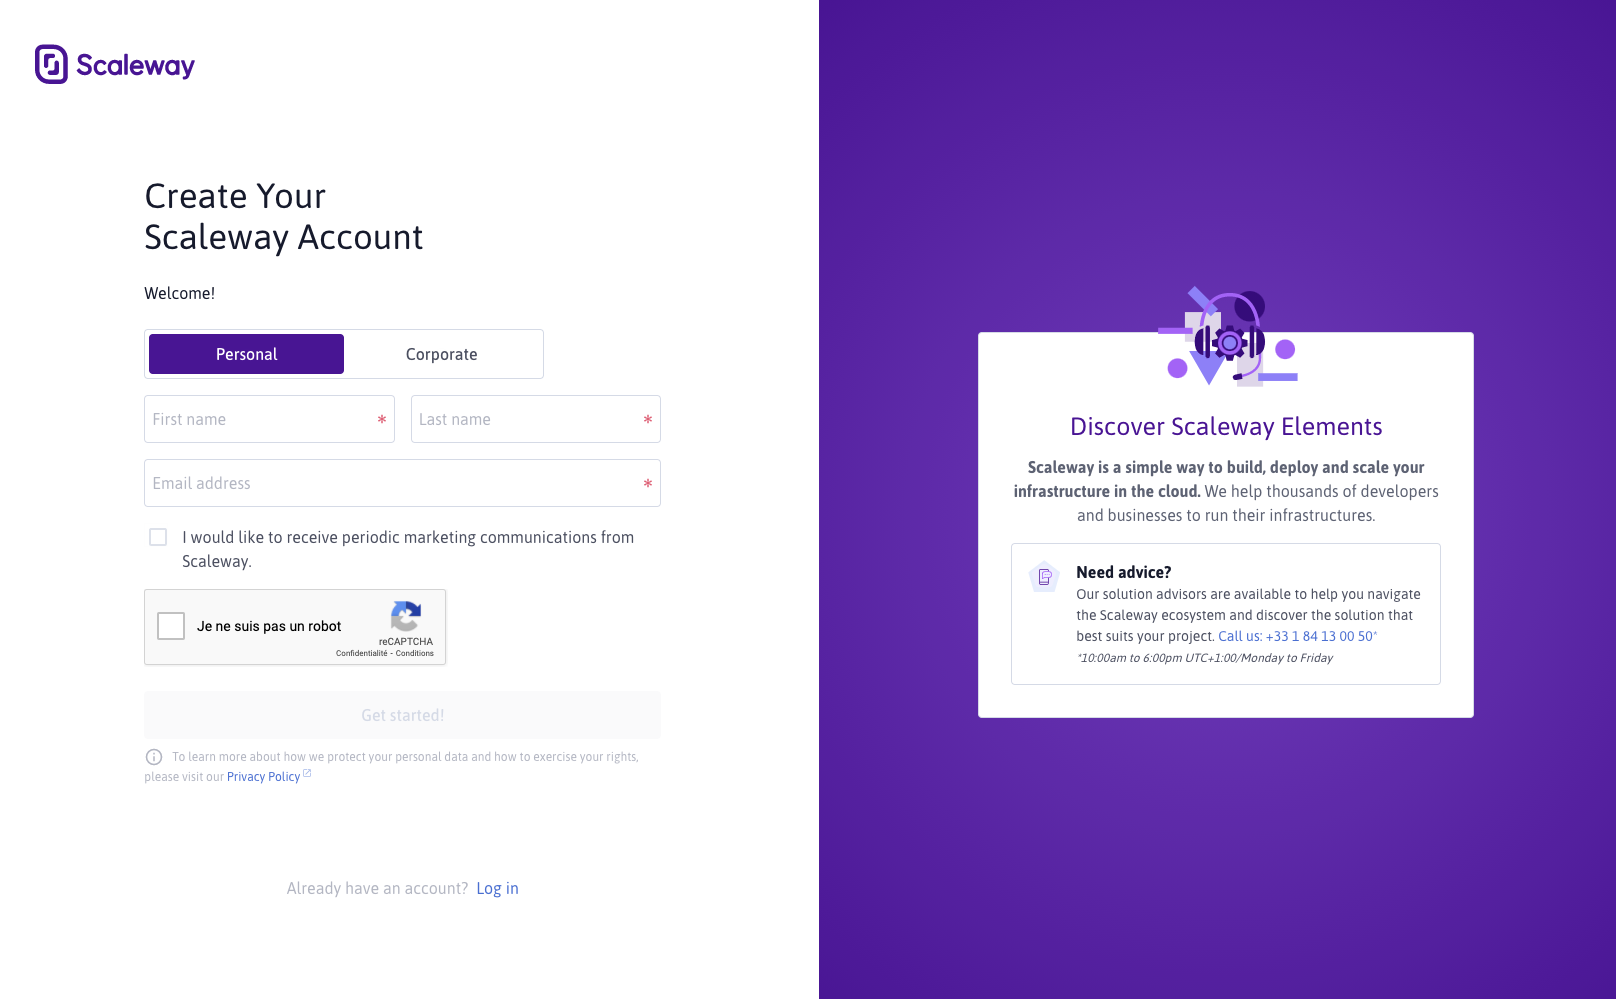 Scaleway
Create Your
Scaleway Account
Welcome!
Personal
Corporate
First name *
Last name *
Email address *
I would like to receive periodic marketing communications from
Scaleway.
Je ne suis pas un robot
reCAPTCHA
Confidentialité - Conditions
Get started!
To learn more about how we protect your personal data and how to exercise your rights,
please visit our Privacy Policy
Already have an account? Log in
Discover Scaleway Elements
Scaleway is a simple way to build, deploy and scale your
infrastructure in the cloud. We help thousands of developers
and businesses to run their infrastructures.
Need advice?
Our solution advisors are available to help you navigate
the Scaleway ecosystem and discover the solution that
best suits your project. Call us: +33 1 84 13 00 50*
*10:00am to 6:00pm UTC+1:00/Monday to Friday